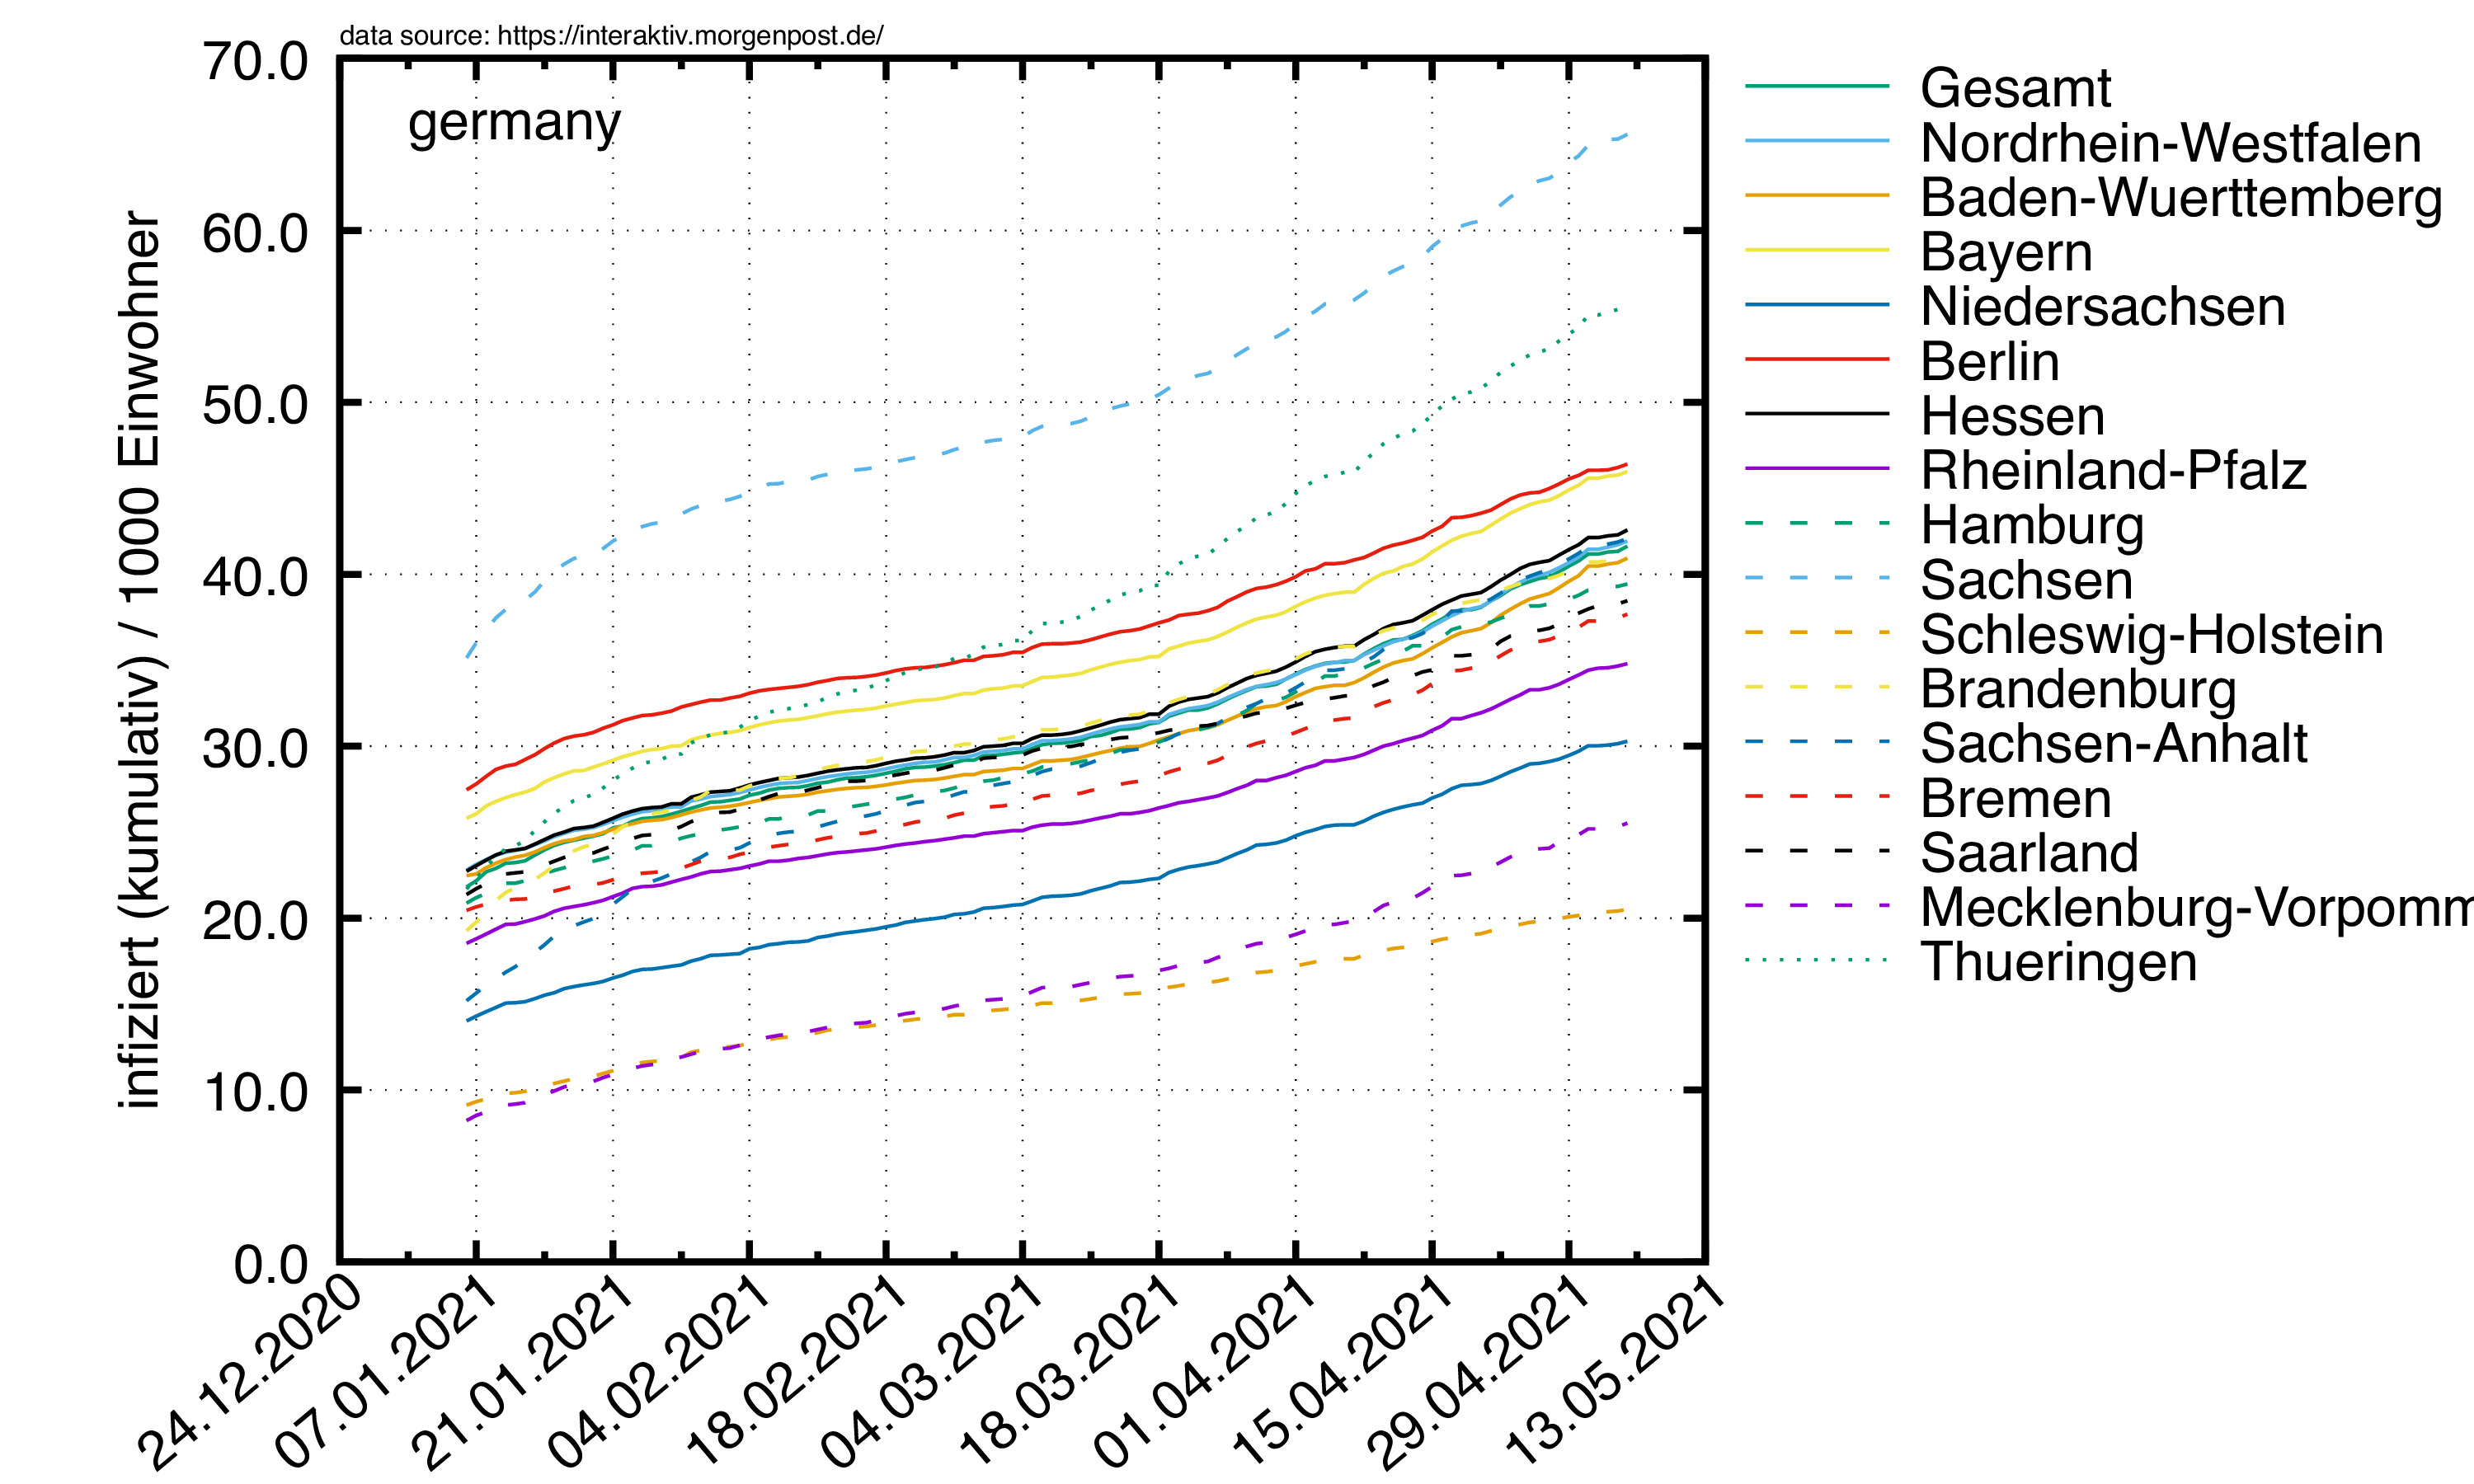 data source: https://interaktiv.morgenpost.de/
germany
infiziert (kumulativ) / 1000 Einwohner
70.0
60.0
50.0
40.0
30.0
20.0
10.0
0.0
24.12.2020
07.01.2021
21.01.2021
04.02.2021
18.02.2021
04.03.2021
18.03.2021
01.04.2021
15.04.2021
29.04.2021
13.05.2021
Gesamt
Nordrhein-Westfalen
Baden-Wuerttemberg
Bayern
Niedersachsen
Berlin
Hessen
Rheinland-Pfalz
Hamburg
Sachsen
Schleswig-Holstein
Brandenburg
Sachsen-Anhalt
Bremen
Saarland
Mecklenburg-Vorpomm
Thueringen